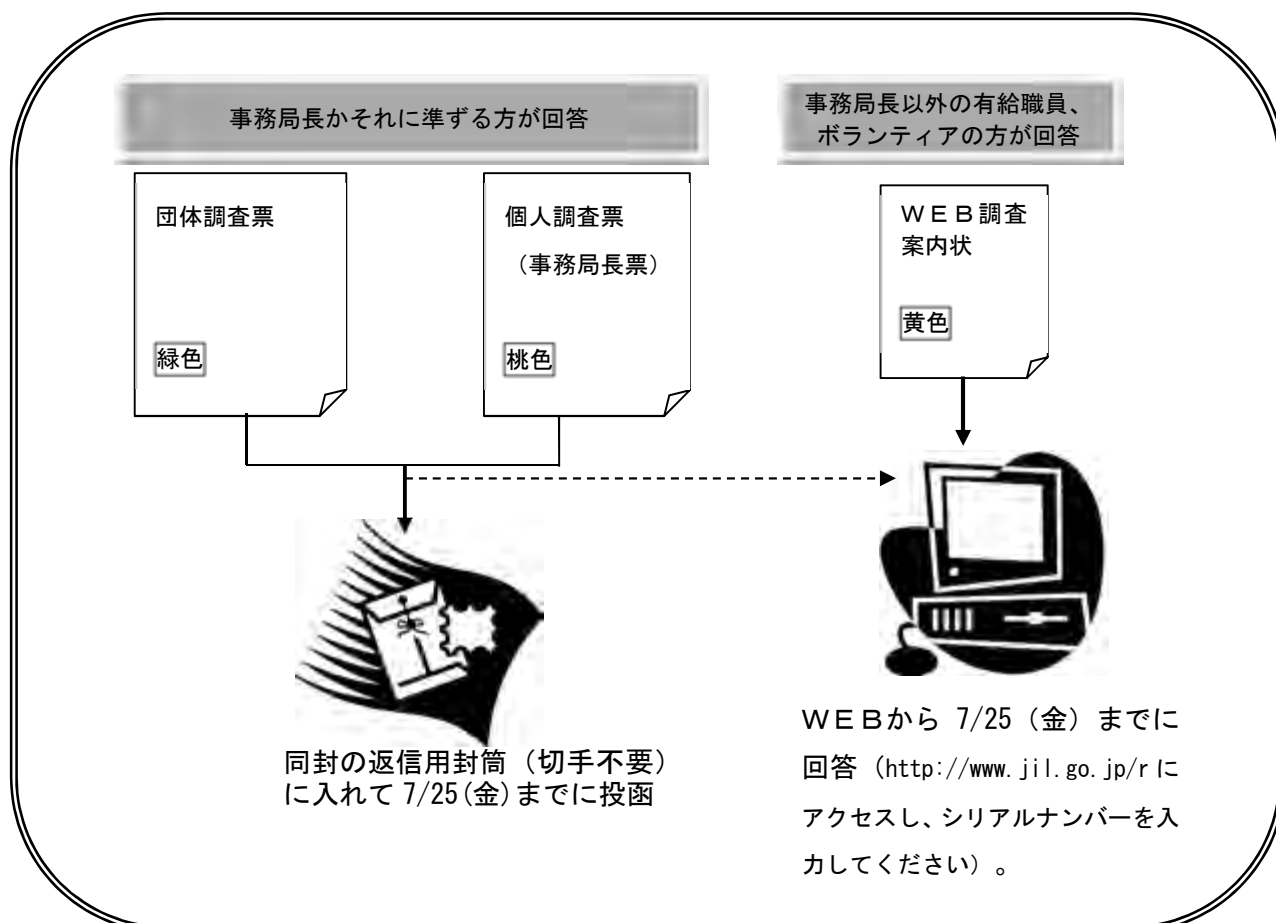 事務局長かそれに準ずる方が回答
事務局長以外の有給職員、
ボランティアの方が回答
団体調査票
緑色
個人調査票
（事務局長票）
桃色
ＷＥＢ調査
案内状
黄色
同封の返信用封筒（切手不要）
に入れて 7/25(金)までに投函
ＷＥＢから 7/25（金）までに
回答（http://www.jil.go.jp/r に
アクセスし、シリアルナンバーを入
力してください）。